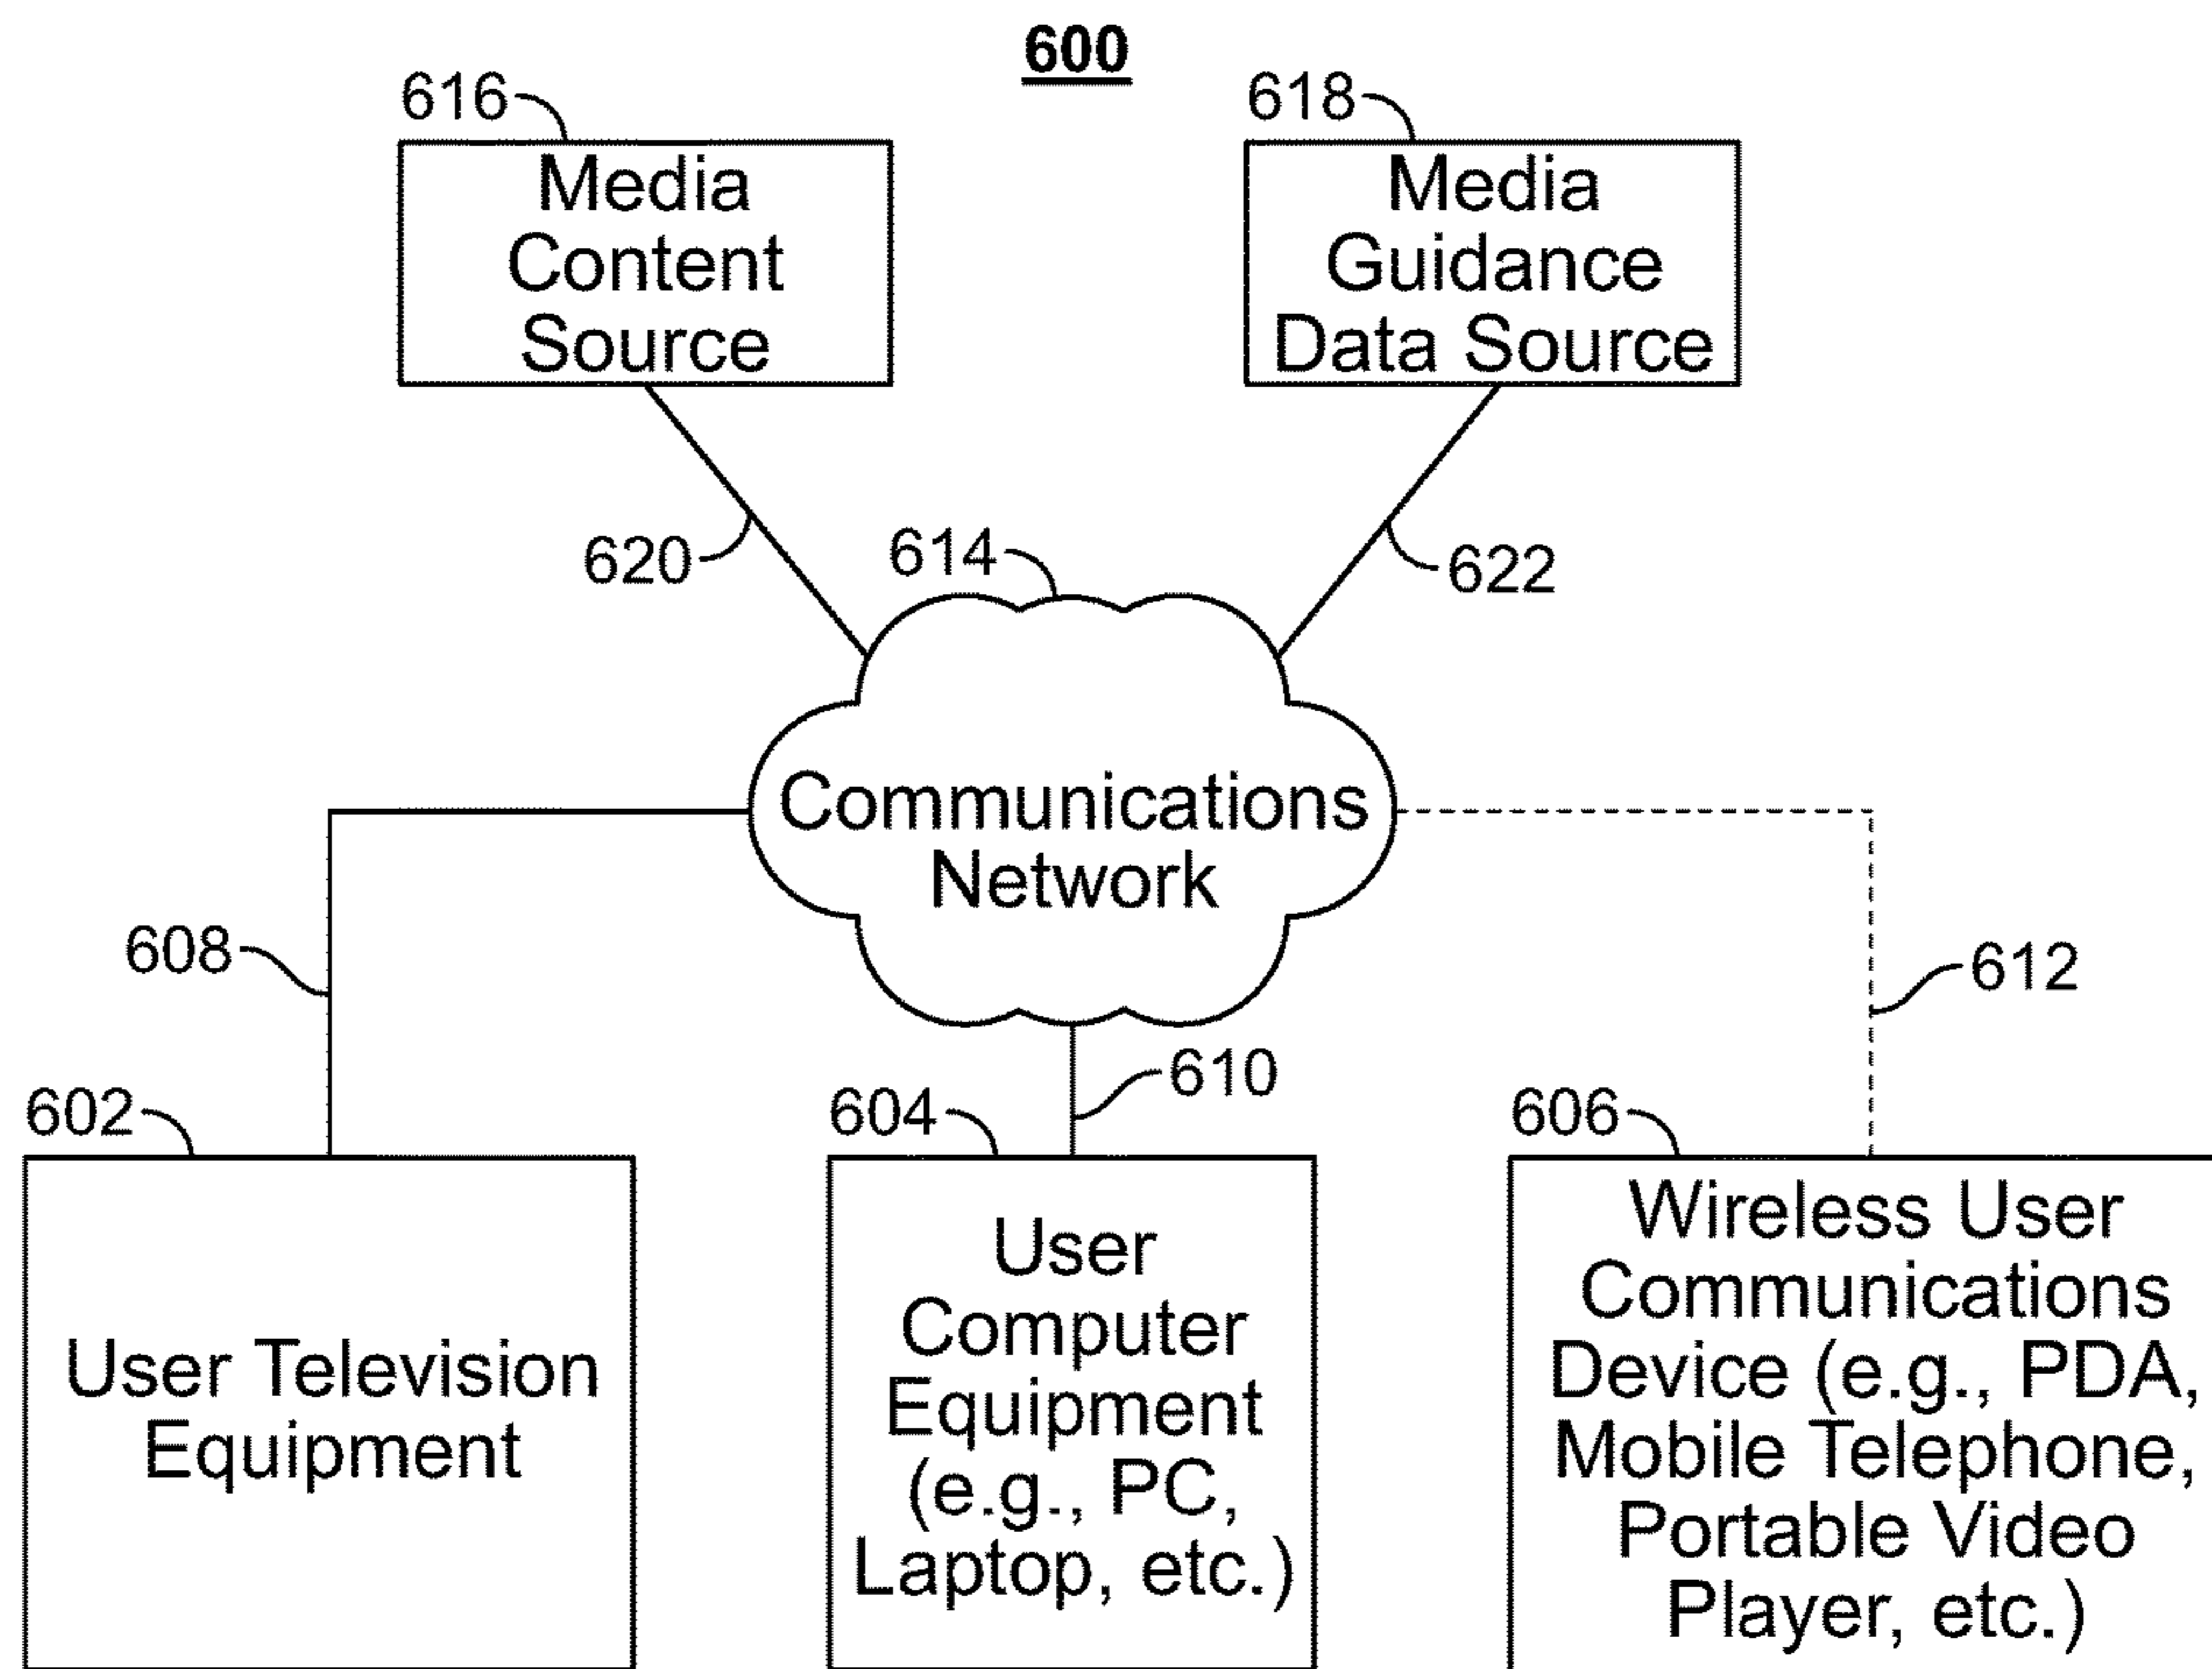 600
616
618
Media
Content
Source
Media
Guidance
Data Source
620
614
622
Communications
Network
608
612
610
602
604
606
User Television
Equipment
User
Computer
Equipment
(e.g., PC,
Laptop, etc.)
Wireless User
Communications
Device (e.g., PDA,
Mobile Telephone,
Portable Video
Player, etc.)